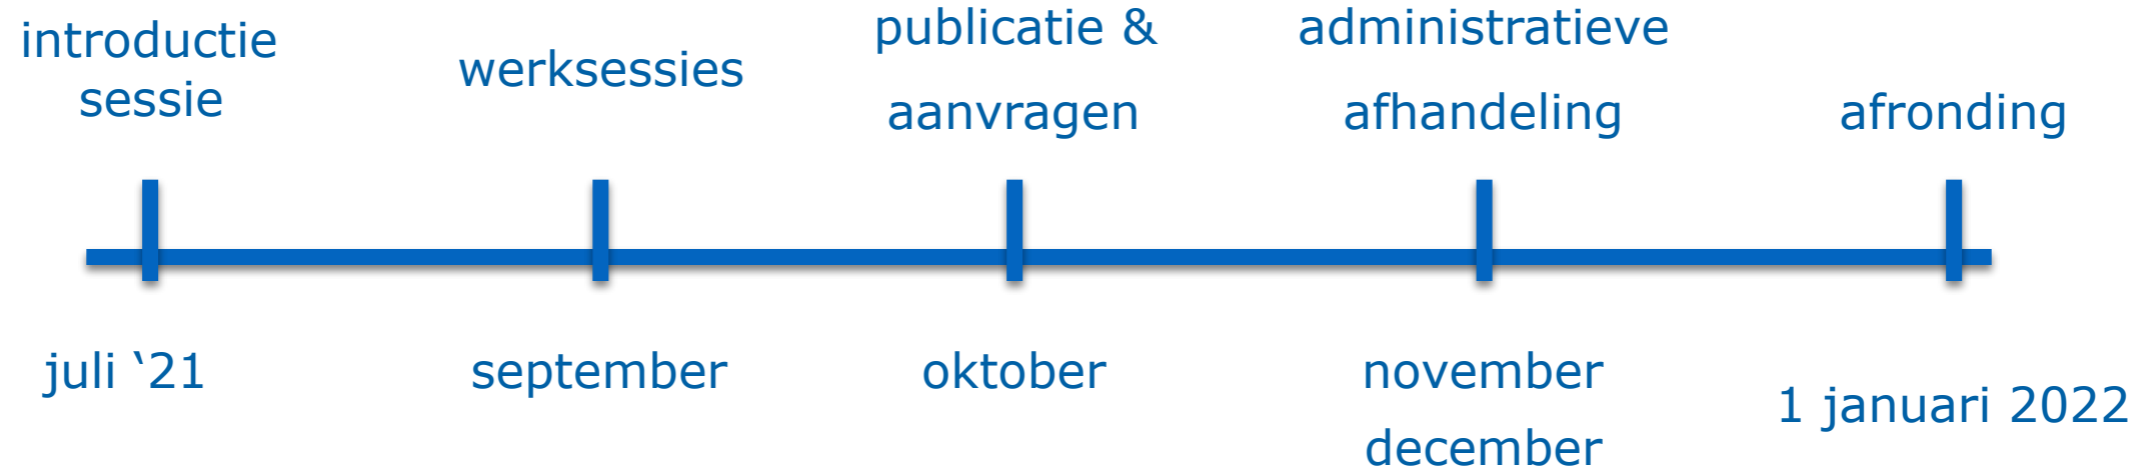 introductie
sessie
werksessies
publicatie &
aanvragen
administratieve
afhandeling
afronding
juli ‘21
september
oktober
november
december
1 januari 2022